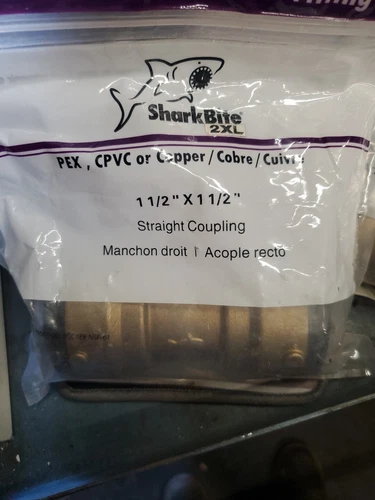 SharkBite
2XL
PEX, CPVC or Copper / Cobre / Cuivre
1 1/2" X 1 1/2"
Straight Coupling
Manchon droit | Acople recto